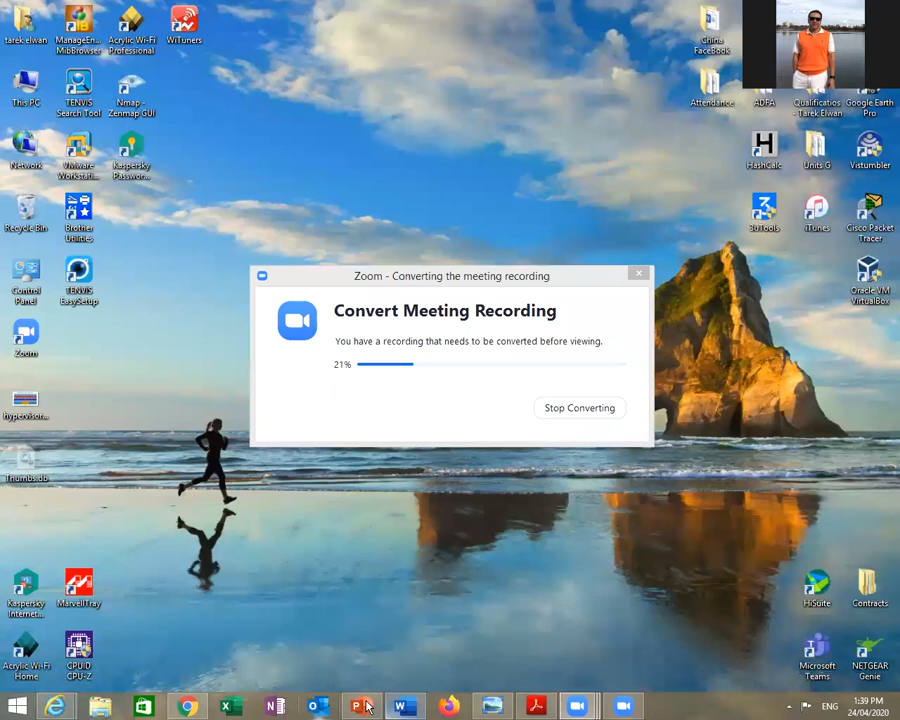 tarek elwan
ManageEn...
MibBrowser
Acrylic Wi-Fi
Professional
WiTuners
China
FaceBook
This PC
TENVIS
Search Tool
Nmap -
Zenmap GUI
Attendance
ADFA
Qualificatios
- Tarek Elwan
Google Earth
Pro
Network
VMware
Workstati...
Kaspersky
Passwor...
HashCalc
Units G
Vistumbler
Recycle Bin
Brother
Utilities
3uTools
iTunes
Cisco Packet
Tracer
Control
Panel
TENVIS
EasySetup
Oracle VM
VirtualBox
Zoom
hypervisor...
Thumbs.db
Zoom - Converting the meeting recording
Convert Meeting Recording
You have a recording that needs to be converted before viewing.
21%
Stop Converting
Kaspersky
Internet...
MarvellTray
HiSuite
Contracts
Acrylic Wi-Fi
Home
CPUID
CPU-Z
Microsoft
Teams
NETGEAR
Genie
ENG
1:39 PM
24/04/2020